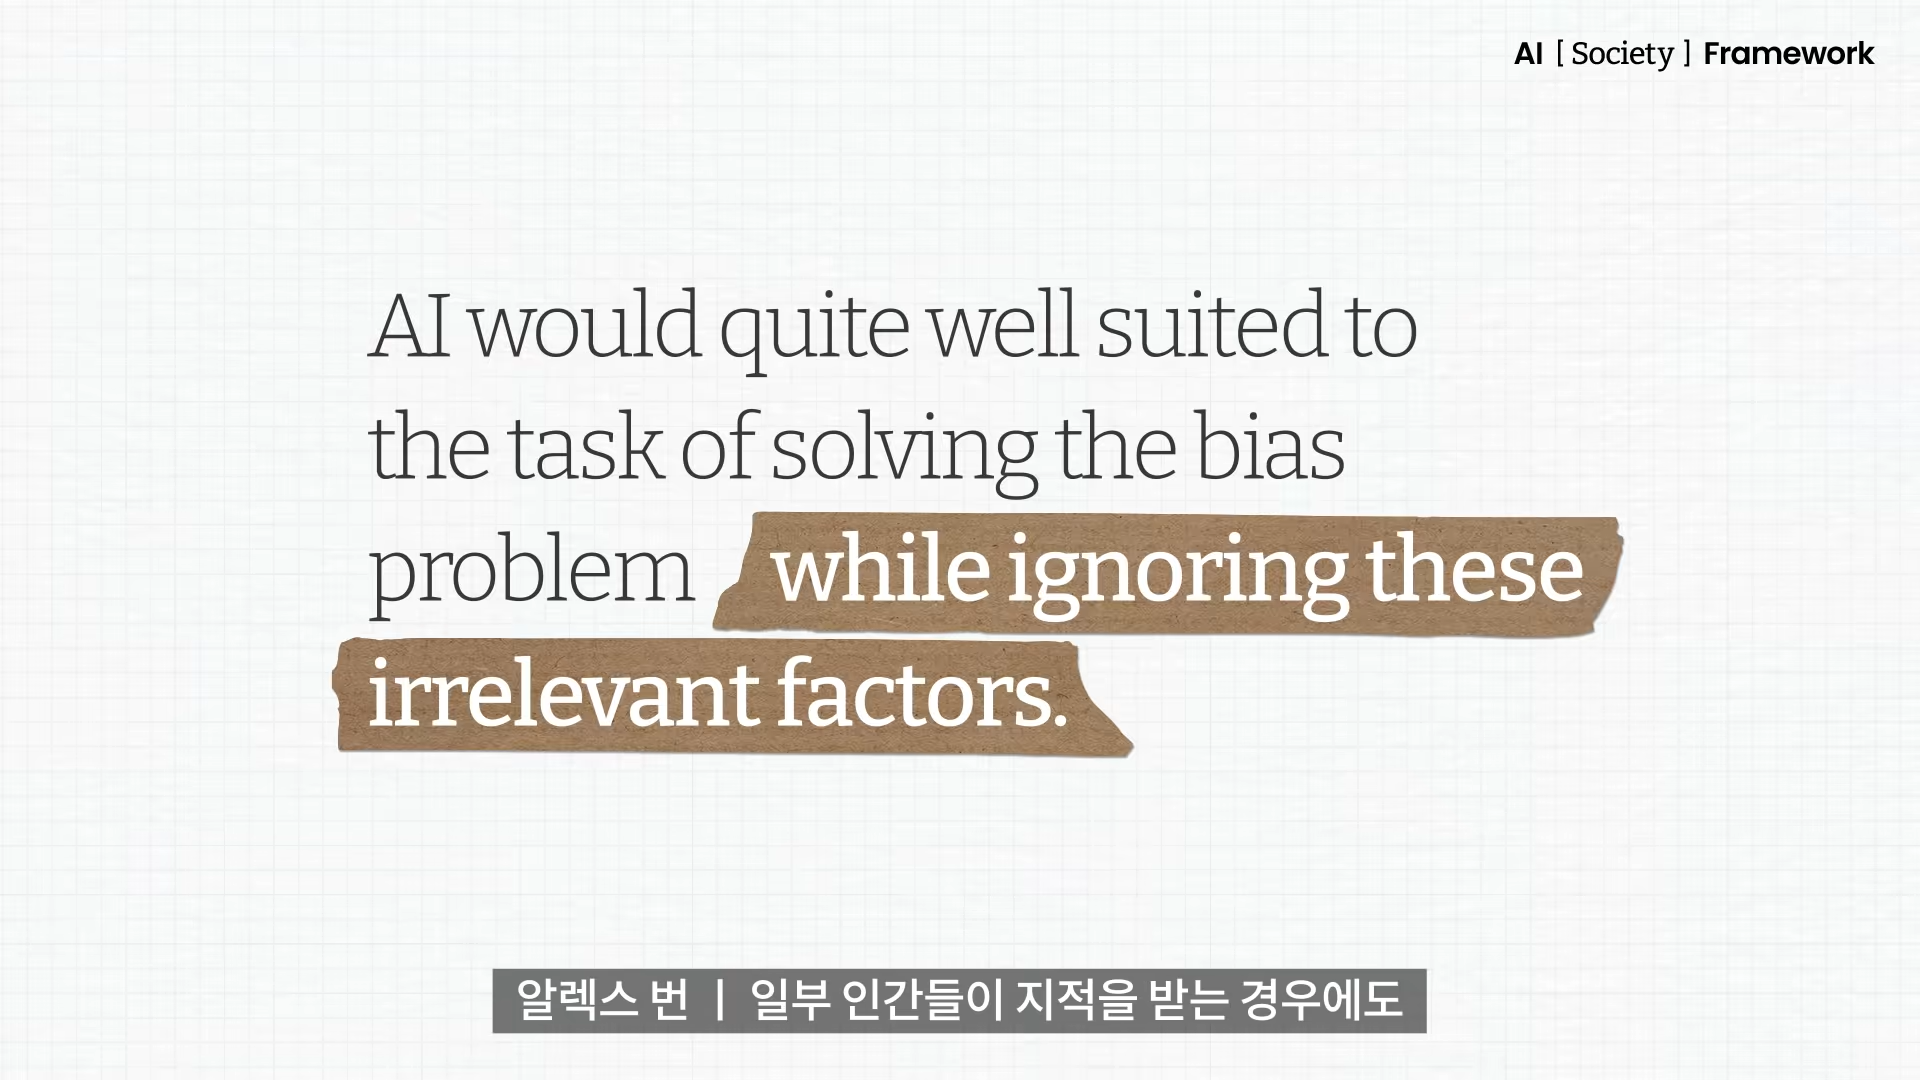 AI [ Society ] Framework
AI would quite well suited to
the task of solving the bias
problem while ignoring these
irrelevant factors.
알렉스 번 | 일부 인간들이 지적을 받는 경우에도